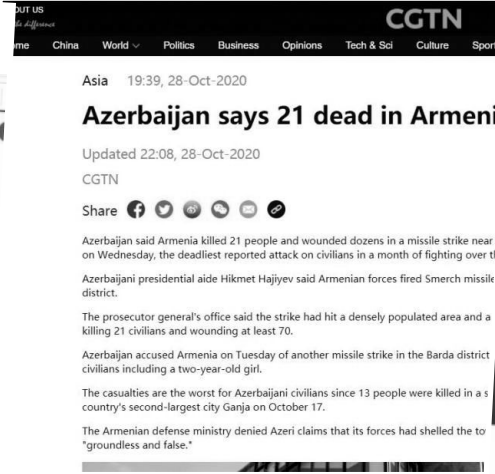 OUT US
the difference
CGTN
China World Politics Business Opinions Tech & Sci Culture
Asia 19:39, 28-Oct-2020
Azerbaijan says 21 dead in Armeni
Updated 22:08, 28-Oct-2020
CGTN
Share
Azerbaijan said Armenia killed 21 people and wounded dozens in a missile strike near
on Wednesday, the deadliest reported attack on civilians in a month of fighting over
Azerbaijani presidential aide Hikmet Hajiyev said Armenian forces fired Smerch missile
district.
The prosecutor general's office said the strike had hit a densely populated area and a
killing 21 civilians and wounding at least 70.
Azerbaijan accused Armenia on Tuesday of another missile strike in the Barda district
civilians including a two-year-old girl.
The casualties are the worst for Azerbaijani civilians since 13 people were killed in a s
country's second-largest city Ganja on October 17.
The Armenian defense ministry denied Azeri claims that its forces had shelled the
"groundless and false."